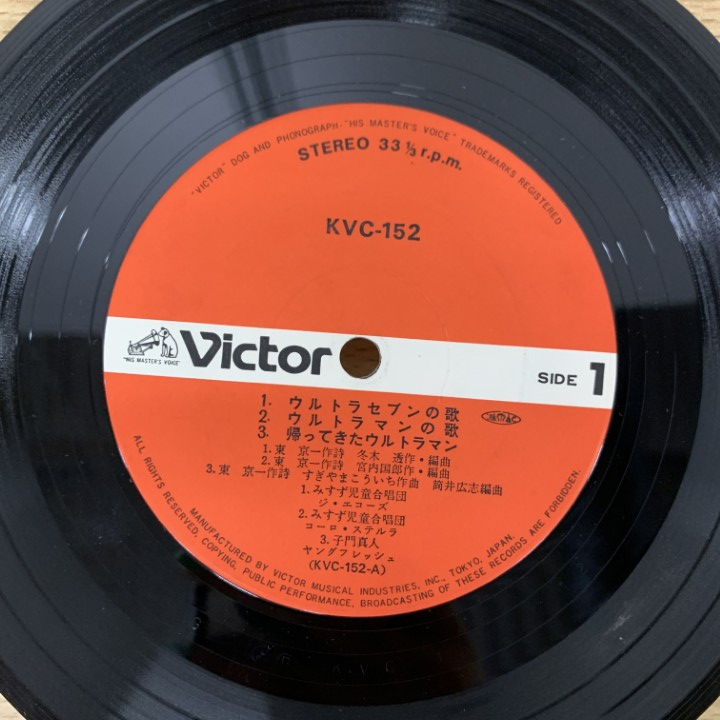 "VICTOR" DOG AND PHONOGRAPH・"HIS MASTER'S VOICE" TRADEMARKS REGISTERED
STEREO 33⅓ r.p.m.
KVC-152
"HIS MASTER'S VOICE"
Victor
SIDE 1
1. ウルトラセブンの歌
2. ウルトラマンの歌
3. 帰ってきたウルトラマン
1.東 京一作詩 冬木 透作・編曲
2.東 京一作詩 宮内国郎作・編曲
3.東 京一作詩 すぎやまこういち作曲 筒井広志編曲
1.みすず児童合唱団
ジ・エコーズ
2.みすず児童合唱団
コーロ・ステルラ
3.子門真人
ヤングフレッシュ
(KVC-152-A)
ALL RIGHTS RESERVED, COPYING, PUBLIC PERFORMANCE, BROADCASTING OF THESE RECORDS ARE FORBIDDEN.
MANUFACTURED BY VICTOR MUSICAL INDUSTRIES, INC., TOKYO, JAPAN.